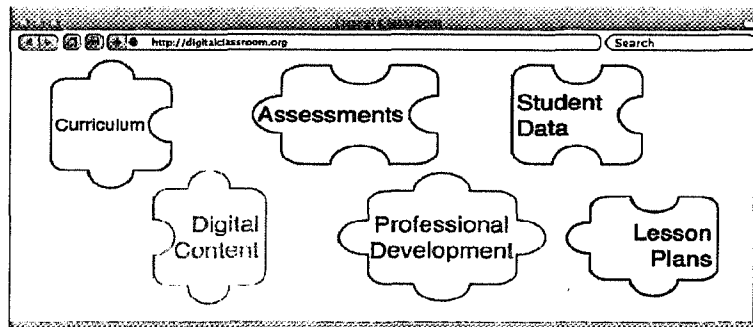 http://digitalclassroom.org
Search
Curriculum
Assessments
Student
Data
Digital
Content
Professional
Development
Lesson
Plans